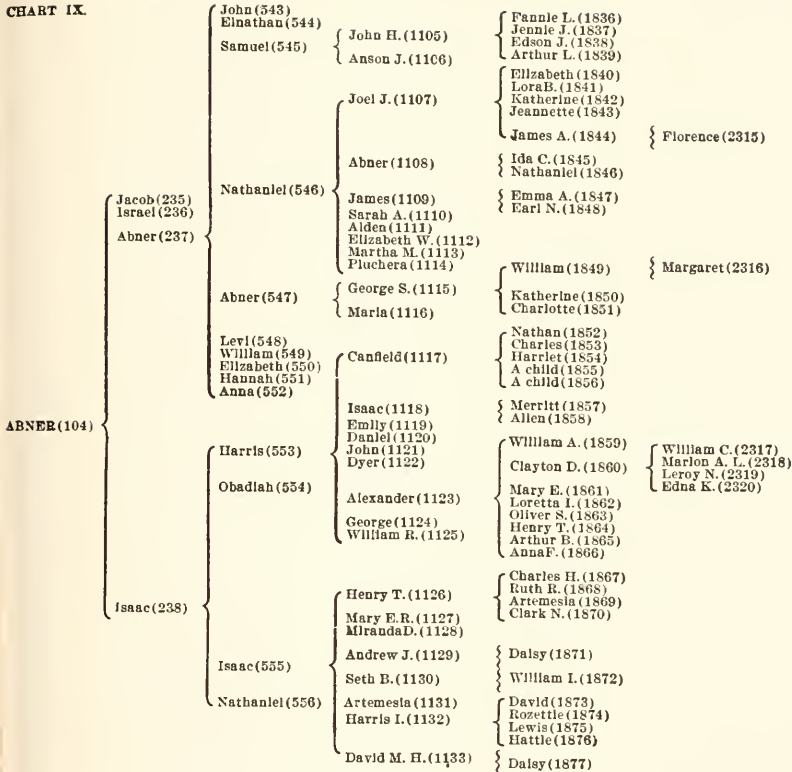 CHART IX.
ABNER(104)
Jacob(235)
Israel(236)
Abner(237)
Isaac(238)
John(543)
Elnathan(544)
Samuel(545)
Nathaniel(546)
Abner(547)
Levi(548)
William(549)
Elizabeth(550)
Hannah(551)
Anna(552)
Harris(553)
Obadiah(554)
Isaac(555)
Nathaniel(556)
John H.(1105)
Anson J.(1106)
Joel J.(1107)
Abner(1108)
James(1109)
Sarah A.(1110)
Alden(1111)
Elizabeth W.(1112)
Martha M.(1113)
Pluchera(1114)
George S.(1115)
Maria(1116)
Canfield(1117)
Isaac(1118)
Emily(1119)
Daniel(1120)
John(1121)
Dyer(1122)
Alexander(1123)
George(1124)
William R.(1125)
Henry T.(1126)
Mary E.R.(1127)
MirandaD.(1128)
Andrew J.(1129)
Seth B.(1130)
Artemesia(1131)
Harris I.(1132)
David M. H.(1133)
Fannie L.(1836)
Jennie J.(1837)
Edson J.(1838)
Arthur L.(1839)
Elizabeth(1840)
LoraB.(1841)
Katherine(1842)
Jeannette(1843)
James A.(1844)
Ida C.(1845)
Nathaniel(1846)
Emma A.(1847)
Earl N.(1848)
William(1849)
Katherine(1850)
Charlotte(1851)
Nathan(1852)
Charles(1853)
Harriet(1854)
A child(1855)
A child(1856)
Merritt(1857)
Allen(1858)
William A.(1859)
Clayton D.(1860)
Mary E.(1861)
Loretta I.(1862)
Oliver S.(1863)
Henry T.(1864)
Arthur B.(1865)
AnnaF.(1866)
Charles H.(1867)
Ruth R.(1868)
Artemesia(1869)
Clark N.(1870)
Daisy(1871)
William I.(1872)
David(1873)
Rozettie(1874)
Lewis(1875)
Hattie(1876)
Daisy(1877)
Florence(2315)
Margaret(2316)
William C.(2317)
Marion A. L.(2318)
Leroy N.(2319)
Edna K.(2320)